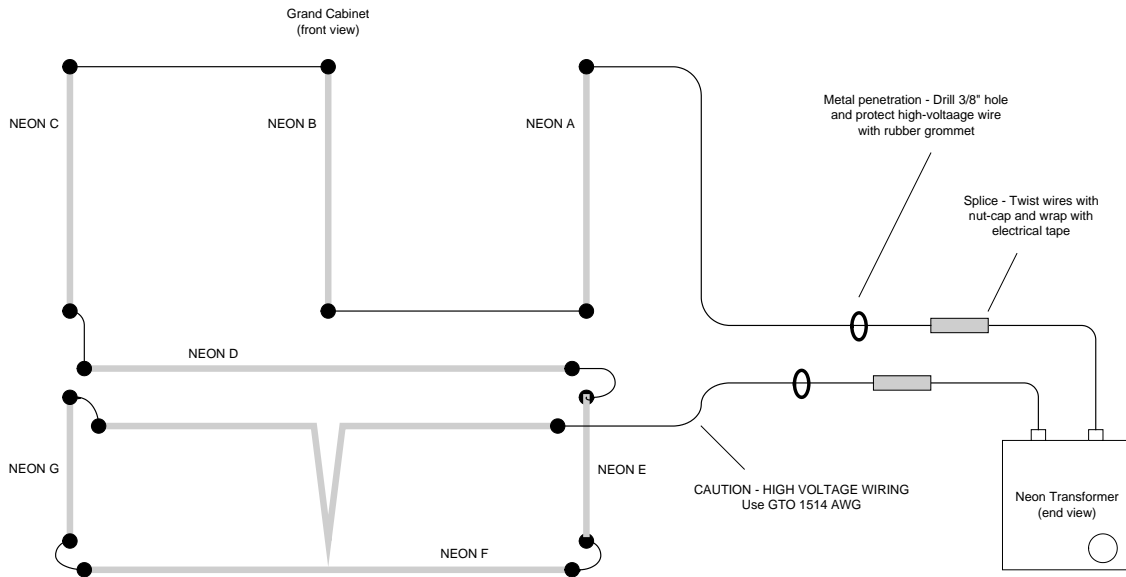 Grand Cabinet
(front view)
NEON C
NEON B
NEON A
Metal penetration - Drill 3/8" hole
and protect high-voltaage wire
with rubber grommet
Splice - Twist wires with
nut-cap and wrap with
electrical tape
NEON D
NEON G
NEON E
CAUTION - HIGH VOLTAGE WIRING
Use GTO 1514 AWG
Neon Transformer
(end view)
NEON F